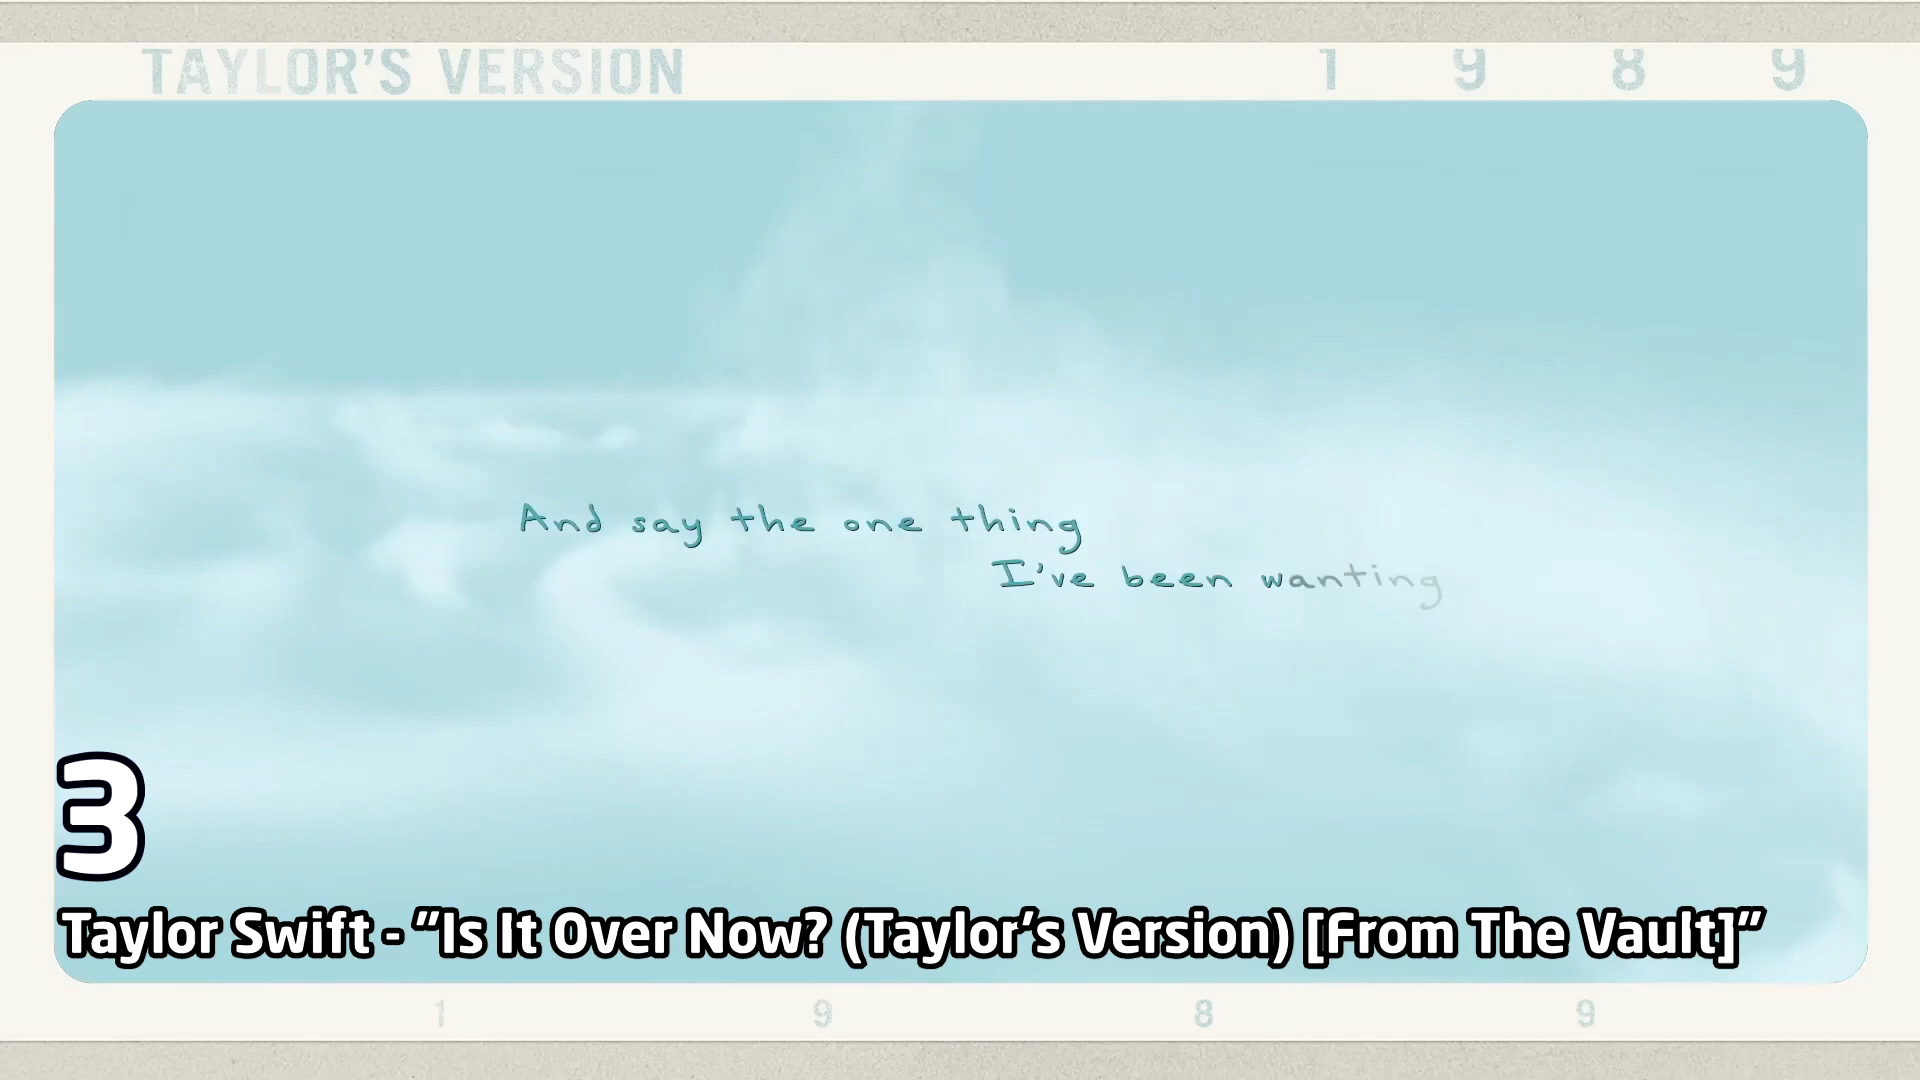 TAYLOR'S VERSION 1 9 8 9
And say the one thing
I've been wanting
3
Taylor Swift - "Is It Over Now? (Taylor's Version) [From The Vault]"
1 9 8 9